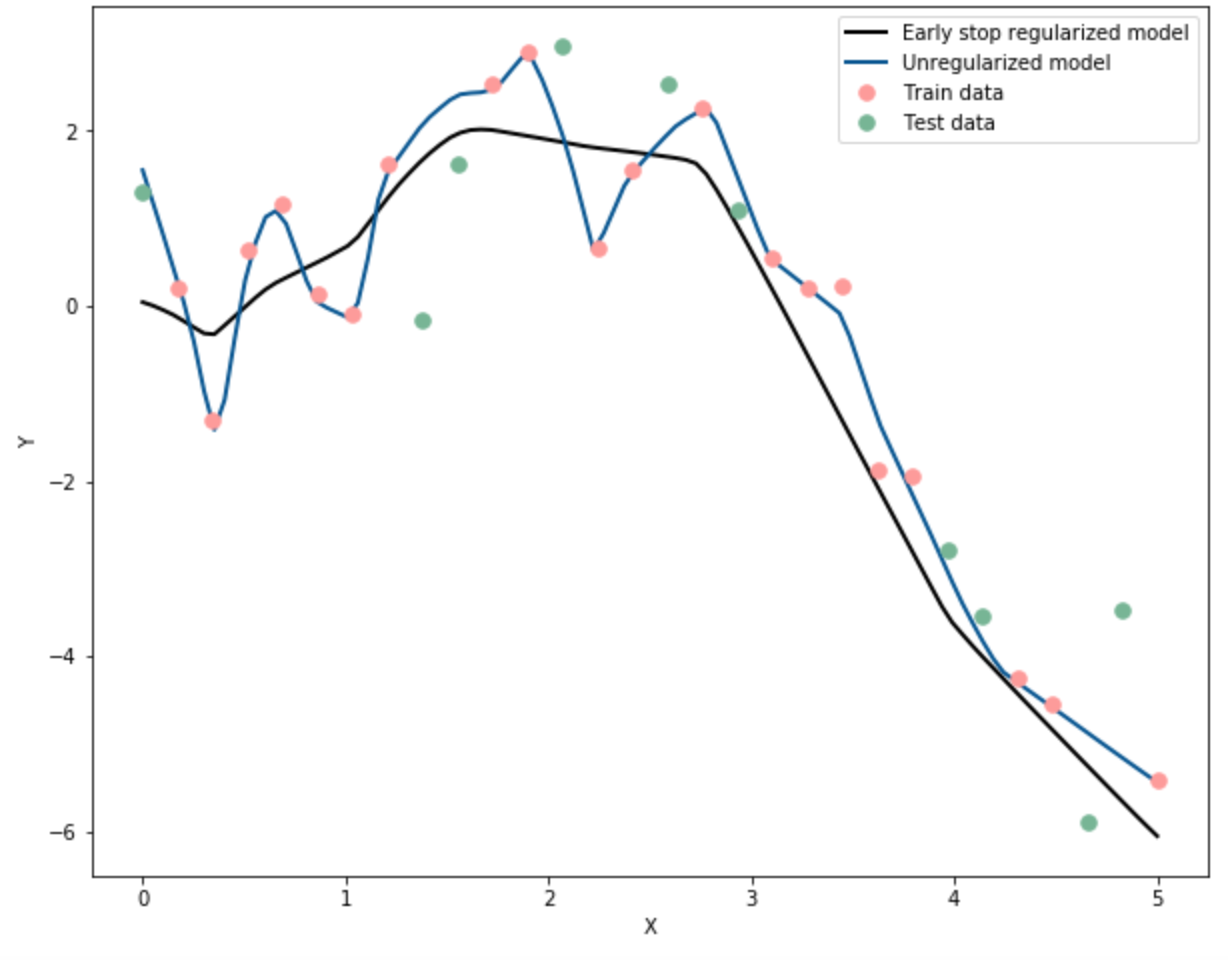 Early stop regularized model
Unregularized model
Train data
Test data
2
0
−2
−4
−6
Y
0 1 2 3 4 5
X